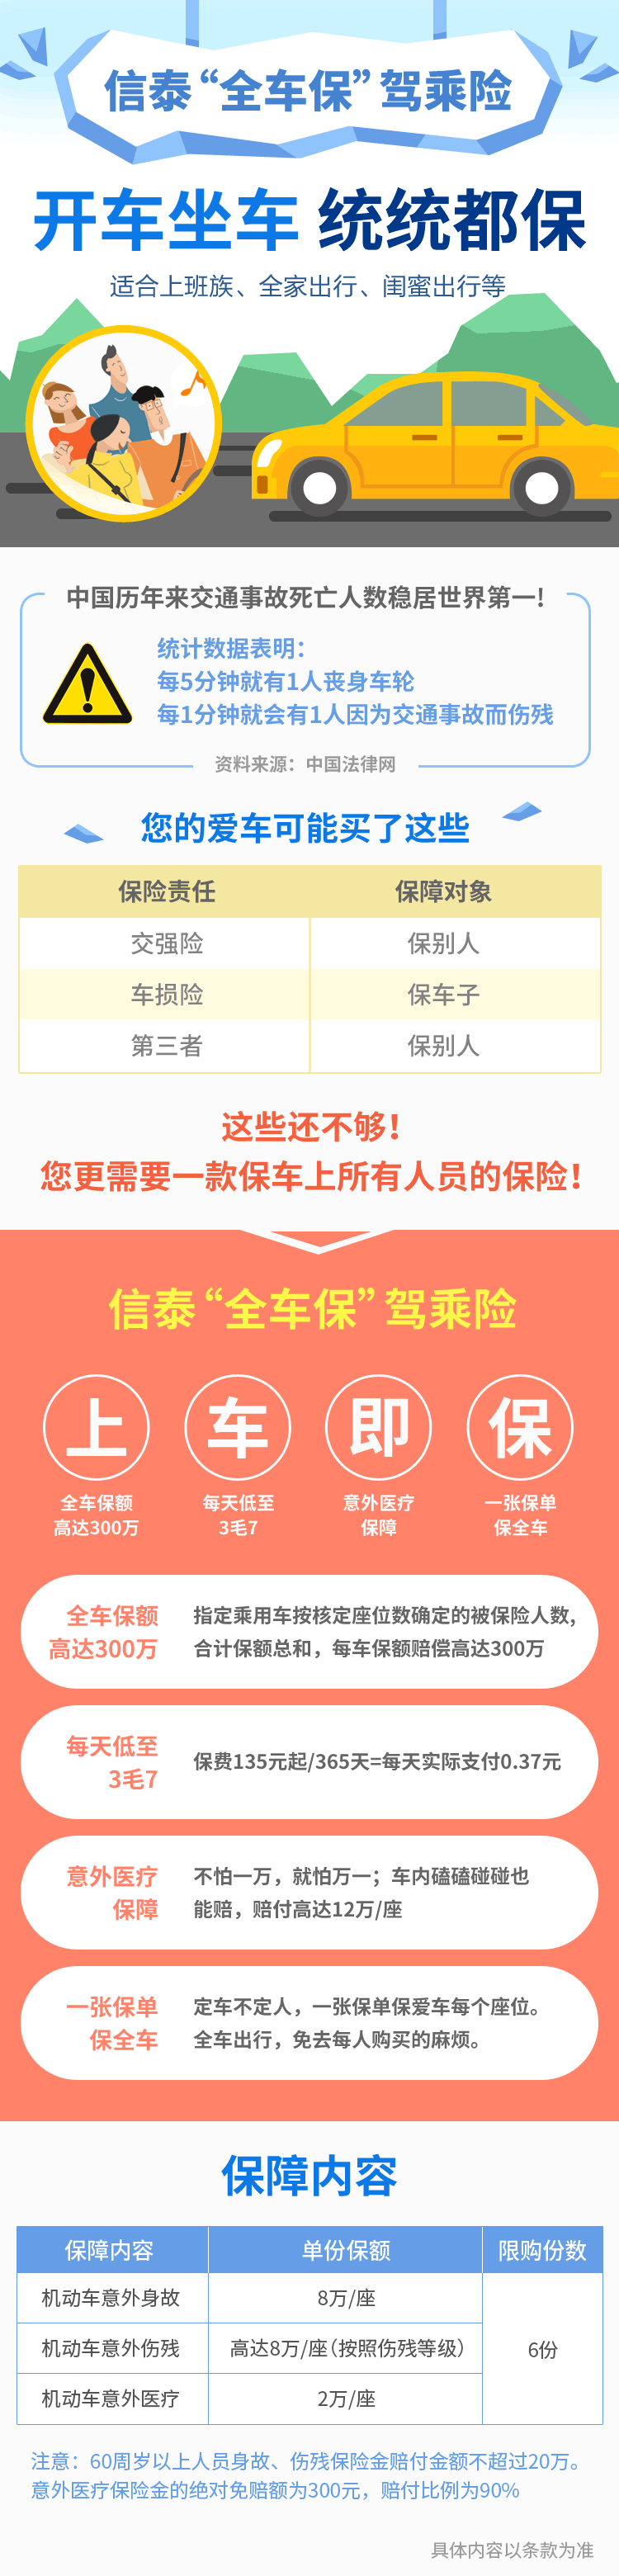 信泰“全车保”驾乘险
开车坐车 统统都保
适合上班族、全家出行、闺蜜出行等
中国历年来交通事故死亡人数稳居世界第一!
统计数据表明：
每5分钟就有1人丧身车轮
每1分钟就会有1人因为交通事故而伤残
资料来源：中国法律网
您的爱车可能买了这些
保险责任 保障对象
交强险 保别人
车损险 保车子
第三者 保别人
这些还不够！
您更需要一款保车上所有人员的保险！
信泰“全车保”驾乘险
上 车 即 保
全车保额 每天低至 意外医疗 一张保单
高达300万 3毛7 保障 保全车
全车保额
高达300万
指定乘用车按核定座位数确定的被保险人数，
合计保额总和，每车保额赔偿高达300万
每天低至
3毛7
保费135元起/365天=每天实际支付0.37元
意外医疗
保障
不怕一万，就怕万一；车内磕磕碰碰也
能赔，赔付高达12万/座
一张保单
保全车
定车不定人，一张保单保爱车每个座位。
全车出行，免去每人购买的麻烦。
保障内容
保障内容 单份保额 限购份数
机动车意外身故 8万/座
机动车意外伤残 高达8万/座（按照伤残等级）
6份
机动车意外医疗 2万/座
注意：60周岁以上人员身故、伤残保险金赔付金额不超过20万。
意外医疗保险金的绝对免赔额为300元，赔付比例为90%
具体内容以条款为准